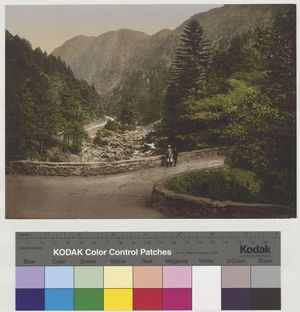 Kodak
KODAK Color Control Patches
Blue Cyan Green Yellow Red Magenta White 3/Color Black